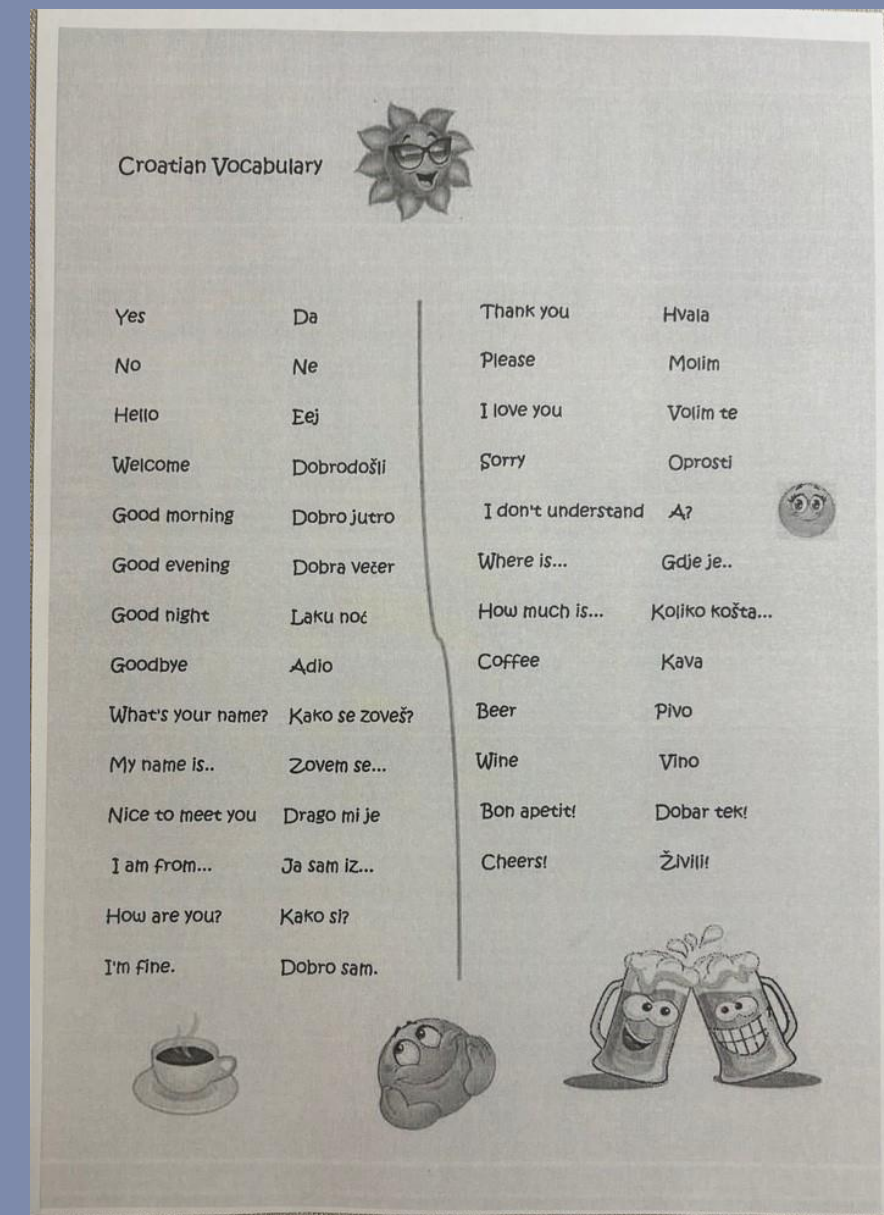 Croatian Vocabulary
Yes Da
No Ne
Hello Eej
Welcome Dobrodošli
Good morning Dobro jutro
Good evening Dobra večer
Good night Laku noć
Goodbye Adio
What's your name? Kako se zoveš?
My name is.. Zovem se...
Nice to meet you Drago mi je
I am from... Ja sam iz...
How are you? Kako si?
I'm fine. Dobro sam.
Thank you Hvala
Please Molim
I love you Volim te
Sorry Oprosti
I don't understand A?
Where is... Gdje je..
How much is... Koliko košta...
Coffee Kava
Beer Pivo
Wine Vino
Bon apetit! Dobar tek!
Cheers! Živili!